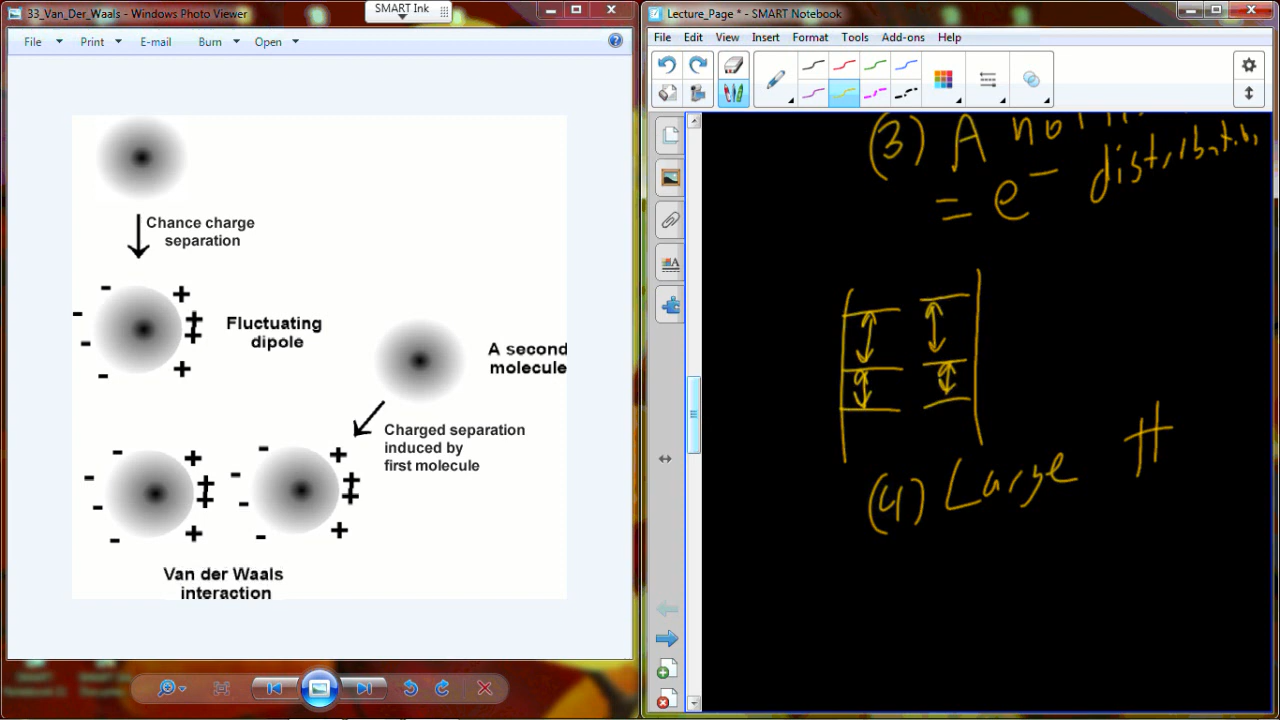 33_Van_Der_Waals - Windows Photo Viewer
SMART Ink
File Print E-mail Burn Open
Chance charge
separation
Fluctuating
dipole
A second
molecule
Charged separation
induced by
first molecule
Van der Waals
interaction
Lecture_Page * - SMART Notebook
File Edit View Insert Format Tools Add-ons Help
(3) A
= e⁻ distributi
(4) Large #